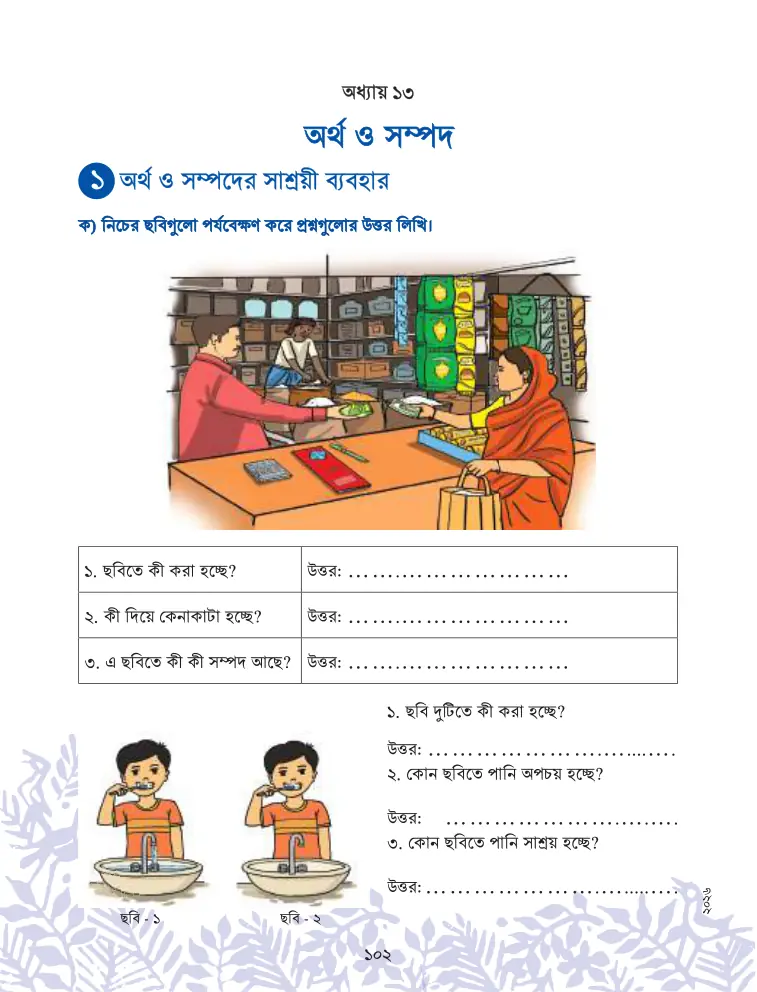 অধ্যায় ১৩
অর্থ ও সম্পদ
১ অর্থ ও সম্পদের সাশ্রয়ী ব্যবহার
ক) নিচের ছবিগুলো পর্যবেক্ষণ করে প্রশ্নগুলোর উত্তর লিখি।
১. ছবিতে কী করা হচ্ছে? উত্তর: ……….…………………
২. কী দিয়ে কেনাকাটা হচ্ছে? উত্তর: ……….…………………
৩. এ ছবিতে কী কী সম্পদ আছে? উত্তর: ……….…………………
১. ছবি দুটিতে কী করা হচ্ছে?
উত্তর: …………………….…...….
২. কোন ছবিতে পানি অপচয় হচ্ছে?
উত্তর: …………………….........
৩. কোন ছবিতে পানি সাশ্রয় হচ্ছে?
উত্তর: …………………….….....….
ছবি - ১ ছবি - ২
১০২
২০২৬